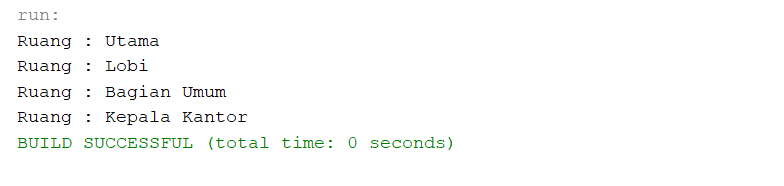 run:
Ruang : Utama
Ruang : Lobi
Ruang : Bagian Umum
Ruang : Kepala Kantor
BUILD SUCCESSFUL (total time: 0 seconds)